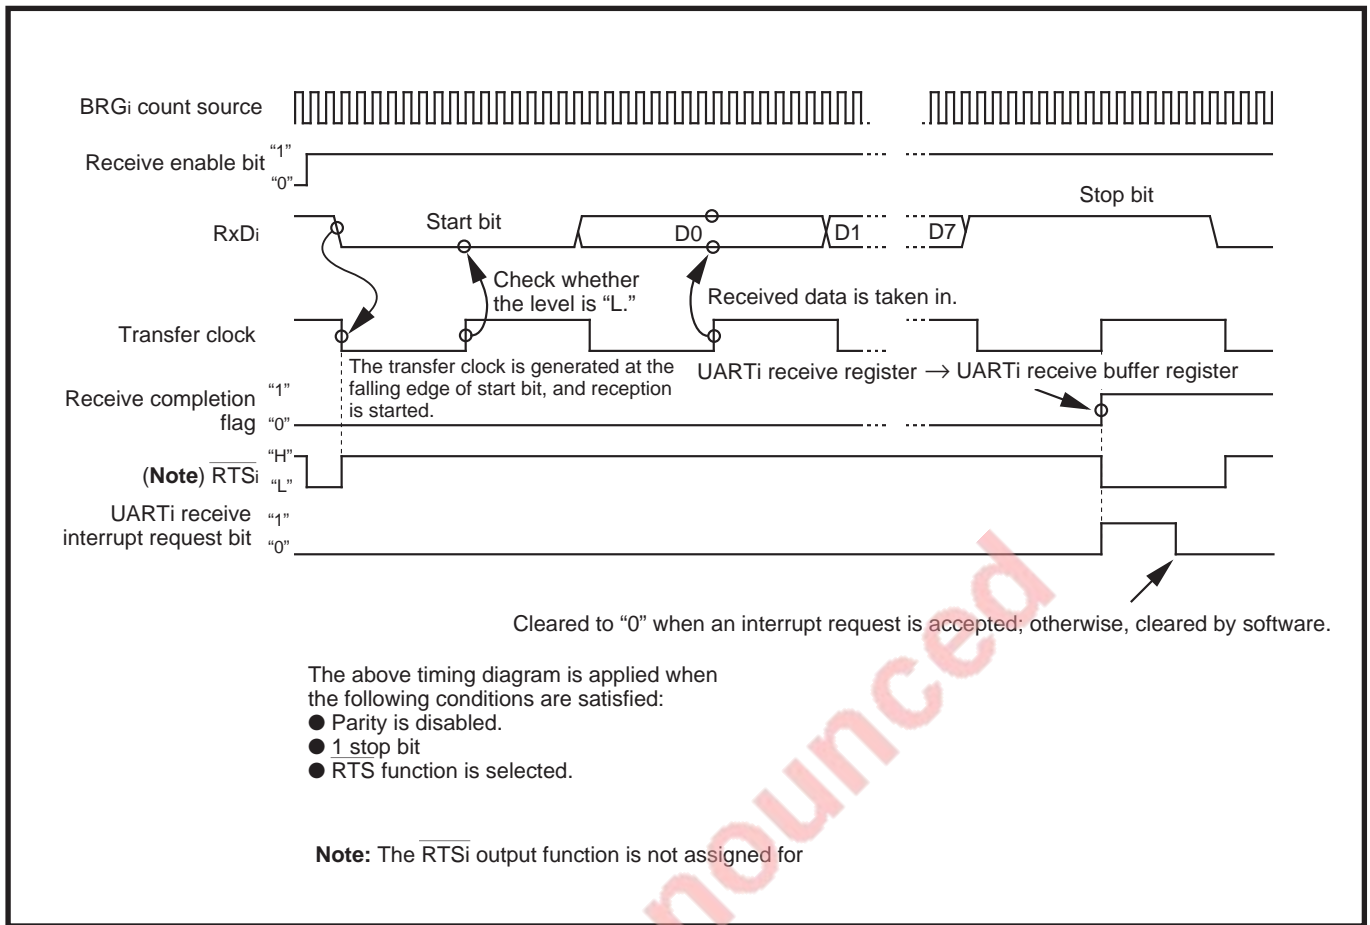 BRGi count source
Receive enable bit
“1”
“0”
RxDi
Start bit
D0
D1
D7
Stop bit
Check whether
the level is “L.”
Received data is taken in.
Transfer clock
The transfer clock is generated at the
falling edge of start bit, and reception
is started.
UARTi receive register → UARTi receive buffer register
Receive completion
flag
“1”
“0”
(Note) RTSi
“H”
“L”
UARTi receive
interrupt request bit
“1”
“0”
Cleared to “0” when an interrupt request is accepted; otherwise, cleared by software.
The above timing diagram is applied when
the following conditions are satisfied:
● Parity is disabled.
● 1 stop bit
● RTS function is selected.
Note: The RTSi output function is not assigned for
nounced